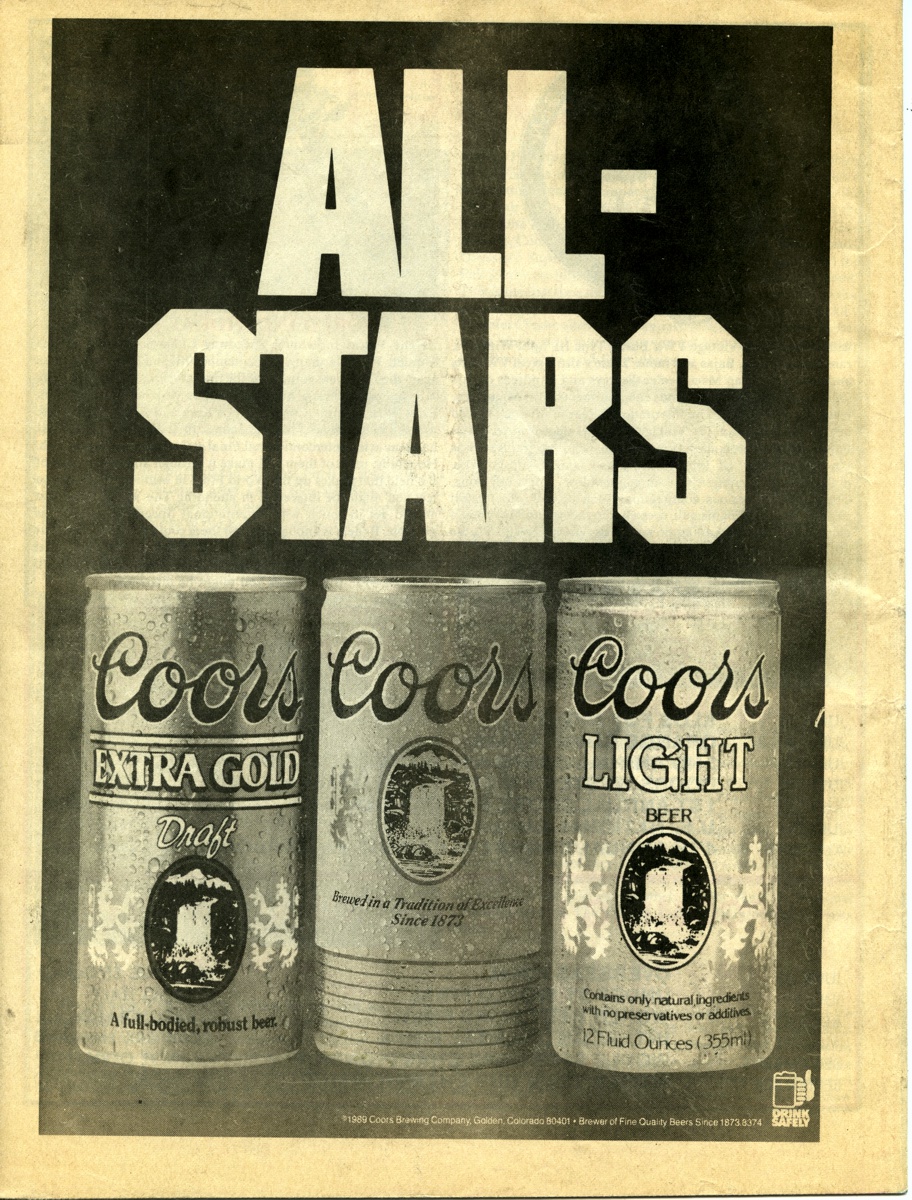 ALL-
STARS
Coors
EXTRA GOLD
Draft
A full-bodied, robust beer.
Coors
Brewed in a Tradition of Excellence
Since 1873
Coors
LIGHT
BEER
Contains only natural ingredients
with no preservatives or additives.
12 Fluid Ounces (355ml)
DRINK
SAFELY
©1989 Coors Brewing Company, Golden, Colorado 80401 • Brewer of Fine Quality Beers Since 1873.8374